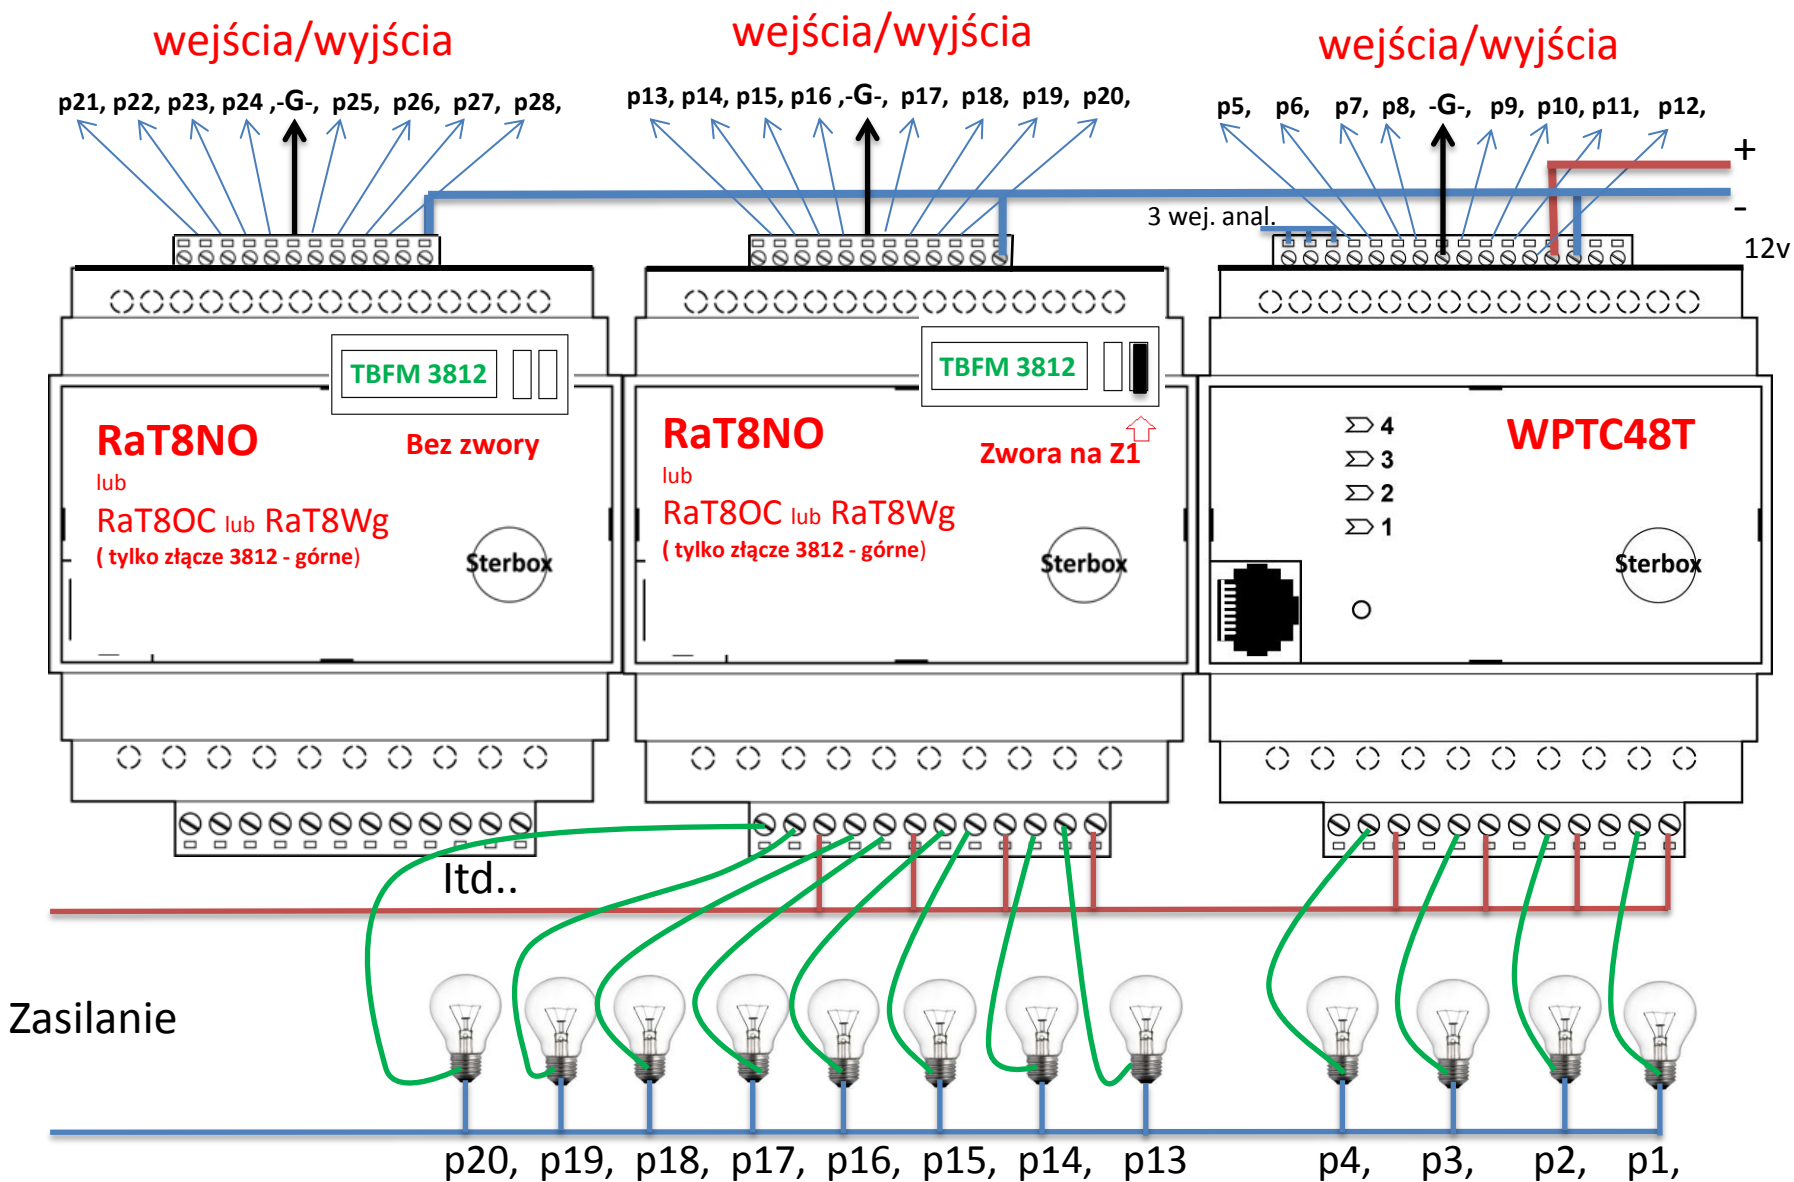 wejścia/wyjścia
wejścia/wyjścia
wejścia/wyjścia
p21, p22, p23, p24 ,-G-, p25, p26, p27, p28,
p13, p14, p15, p16 ,-G-, p17, p18, p19, p20,
p5, p6, p7, p8, -G-, p9, p10, p11, p12,
+
-
3 wej. anal.
12v
TBFM 3812
TBFM 3812
RaT8NO
Bez zwory
lub
RaT8OC lub RaT8Wg
( tylko złącze 3812 - górne)
Sterbox
RaT8NO
Zwora na Z1
lub
RaT8OC lub RaT8Wg
( tylko złącze 3812 - górne)
Sterbox
4
3
2
1
WPTC48T
Sterbox
Itd..
Zasilanie
p20, p19, p18, p17, p16, p15, p14, p13 p4, p3, p2, p1,